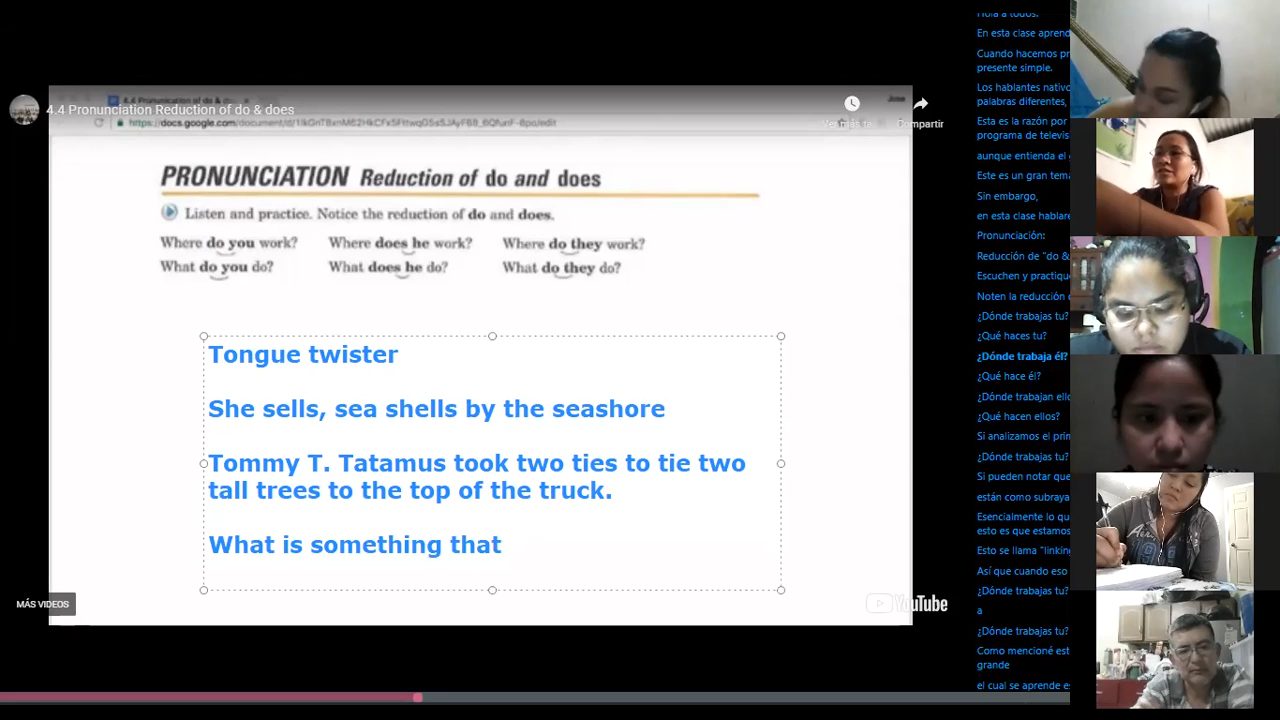 4.4 Pronunciation Reduction of do & does
Compartir
PRONUNCIATION Reduction of do and does
Listen and practice. Notice the reduction of do and does.
Where do you work? Where does he work? Where do they work?
What do you do? What does he do? What do they do?
Tongue twister
She sells, sea shells by the seashore
Tommy T. Tatamus took two ties to tie two
tall trees to the top of the truck.
What is something that
MÁS VIDEOS
YouTube
Hola a todos.
En esta clase aprend
Cuando hacemos pr
presente simple.
Los hablantes nativo
palabras diferentes,
Esta es la razón por
programa de televis
aunque entienda el
Este es un gran tema
Sin embargo,
en esta clase hablare
Pronunciación:
Reducción de "do &
Escuchen y practique
Noten la reducción
¿Dónde trabajas tu?
¿Qué haces tu?
¿Dónde trabaja él?
¿Qué hace él?
¿Dónde trabajan ello
¿Qué hacen ellos?
Si analizamos el prim
¿Dónde trabajas tu?
Si pueden notar que
están como subraya
Esencialmente lo qu
esto es que estamos
Esto se llama "linkin
Así que cuando eso
¿Dónde trabajas tu?
a
¿Dónde trabajas tu?
Como mencioné est
grande
el cual se aprende es